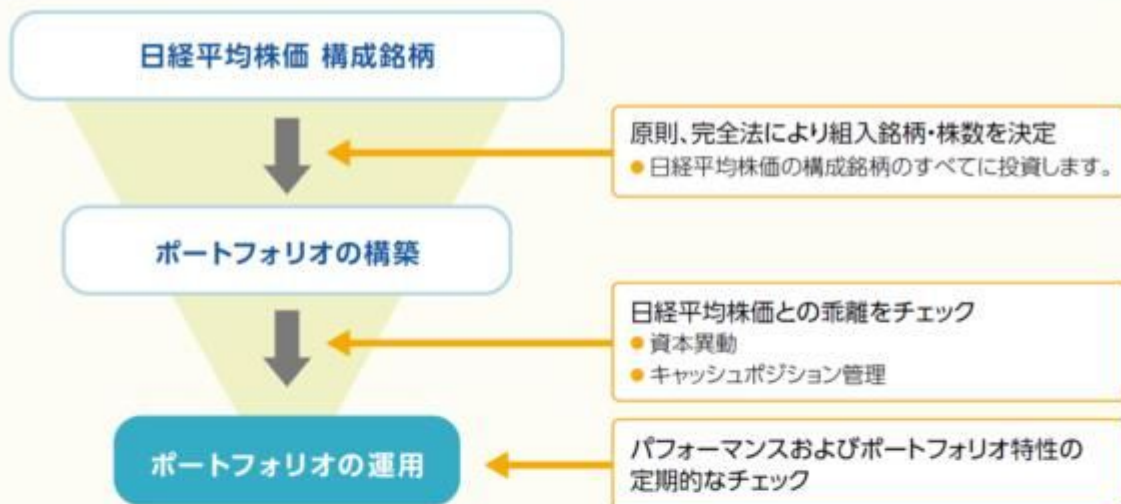 日経平均株価 構成銘柄
原則、完全法により組入銘柄・株数を決定
● 日経平均株価の構成銘柄のすべてに投資します。
ポートフォリオの構築
日経平均株価との乖離をチェック
● 資本異動
● キャッシュポジション管理
ポートフォリオの運用
パフォーマンスおよびポートフォリオ特性の
定期的なチェック